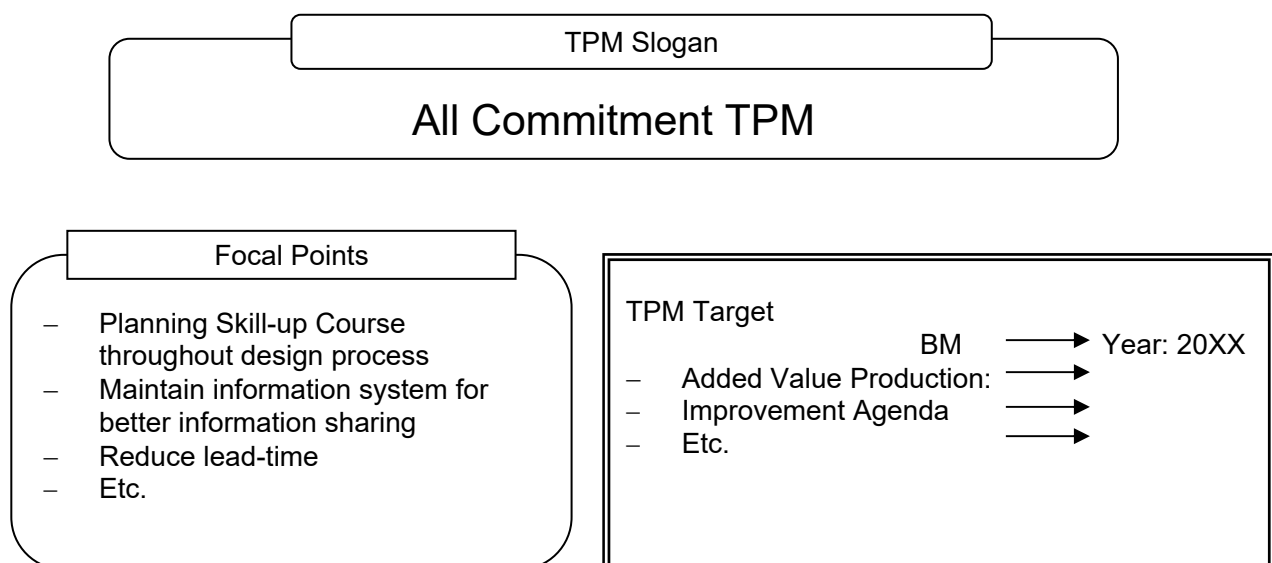 TPM Slogan
All Commitment TPM
Focal Points
– Planning Skill-up Course
throughout design process
– Maintain information system for
better information sharing
– Reduce lead-time
– Etc.
TPM Target
BM Year: 20XX
– Added Value Production:
– Improvement Agenda
– Etc.